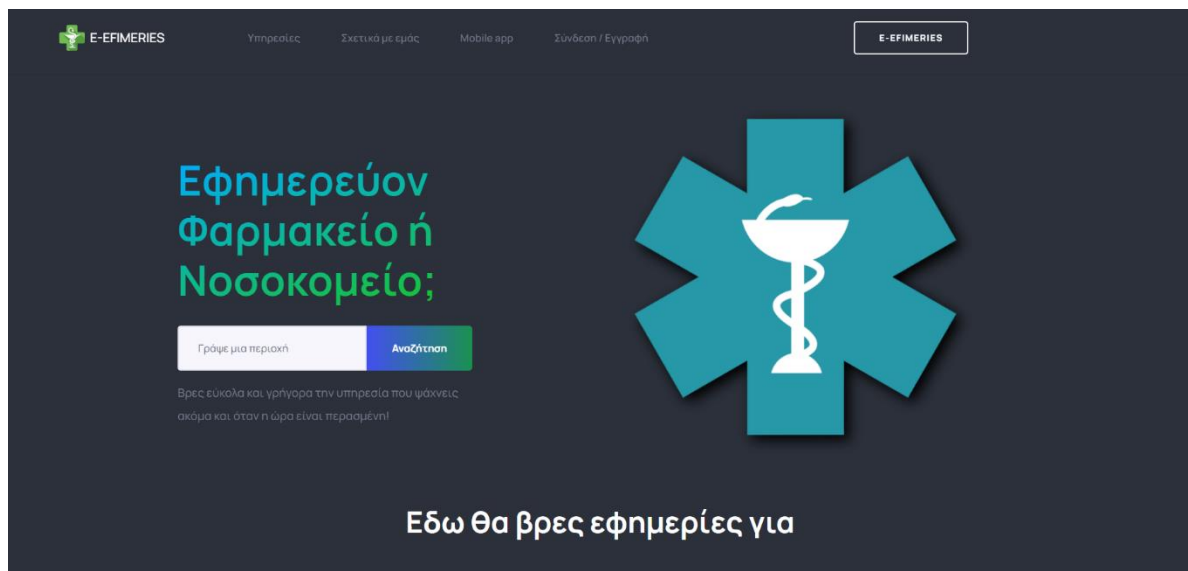 E-EFIMERIES
Υπηρεσίες
Σχετικά με εμάς
Mobile app
Σύνδεση / Εγγραφή
E-EFIMERIES
Εφημερεύον
Φαρμακείο ή
Νοσοκομείο;
Γράψε μια περιοχή
Αναζήτηση
Βρες εύκολα και γρήγορα την υπηρεσία που ψάχνεις
ακόμα και όταν η ώρα είναι περασμένη!
Εδω θα βρες εφημερίες για